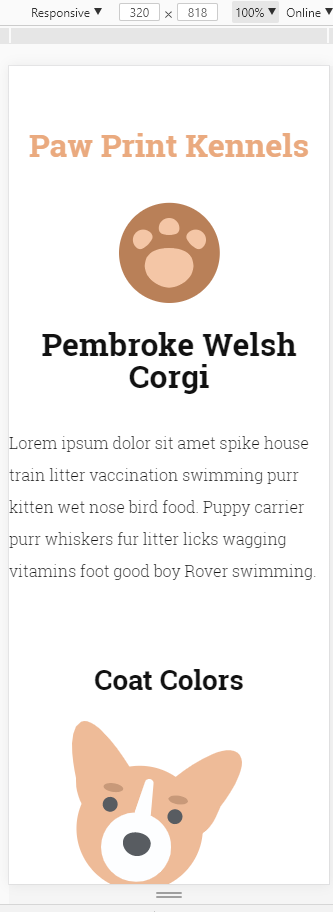 Responsive ▼ 320 × 818 100% ▼ Online ▼
Paw Print Kennels
Pembroke Welsh
Corgi
Lorem ipsum dolor sit amet spike house
train litter vaccination swimming purr
kitten wet nose bird food. Puppy carrier
purr whiskers fur litter licks wagging
vitamins foot good boy Rover swimming.
Coat Colors